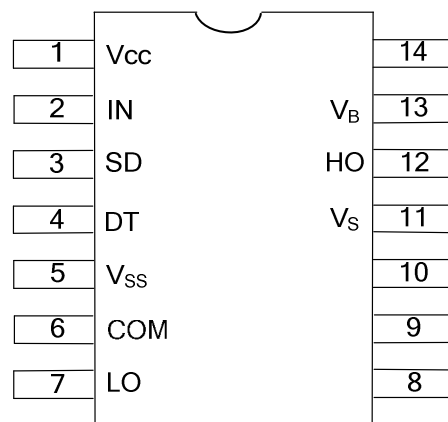 1 Vcc 14
2 IN VB 13
3 SD HO 12
4 DT VS 11
5 VSS 10
6 COM 9
7 LO 8